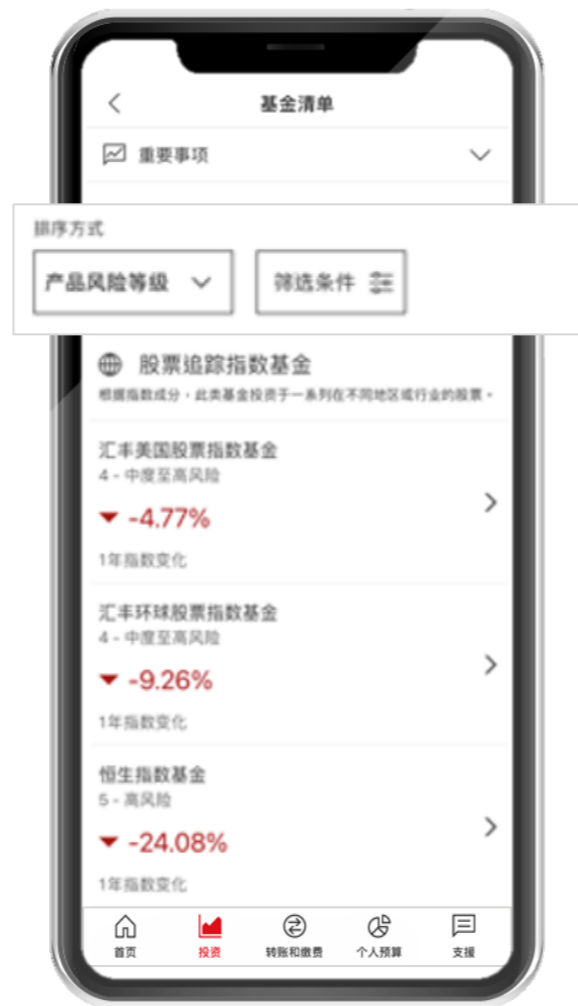 基金清单
重要事项
排序方式
产品风险等级
筛选条件
股票追踪指数基金
根据指数成分，此类基金投资于一系列在不同地区或行业的股票。
汇丰美国股票指数基金
4 - 中度至高风险
-4.77%
1年指数变化
汇丰环球股票指数基金
4 - 中度至高风险
-9.26%
1年指数变化
恒生指数基金
5 - 高风险
-24.08%
1年指数变化
首页 投资 转账和缴费 个人预算 支援